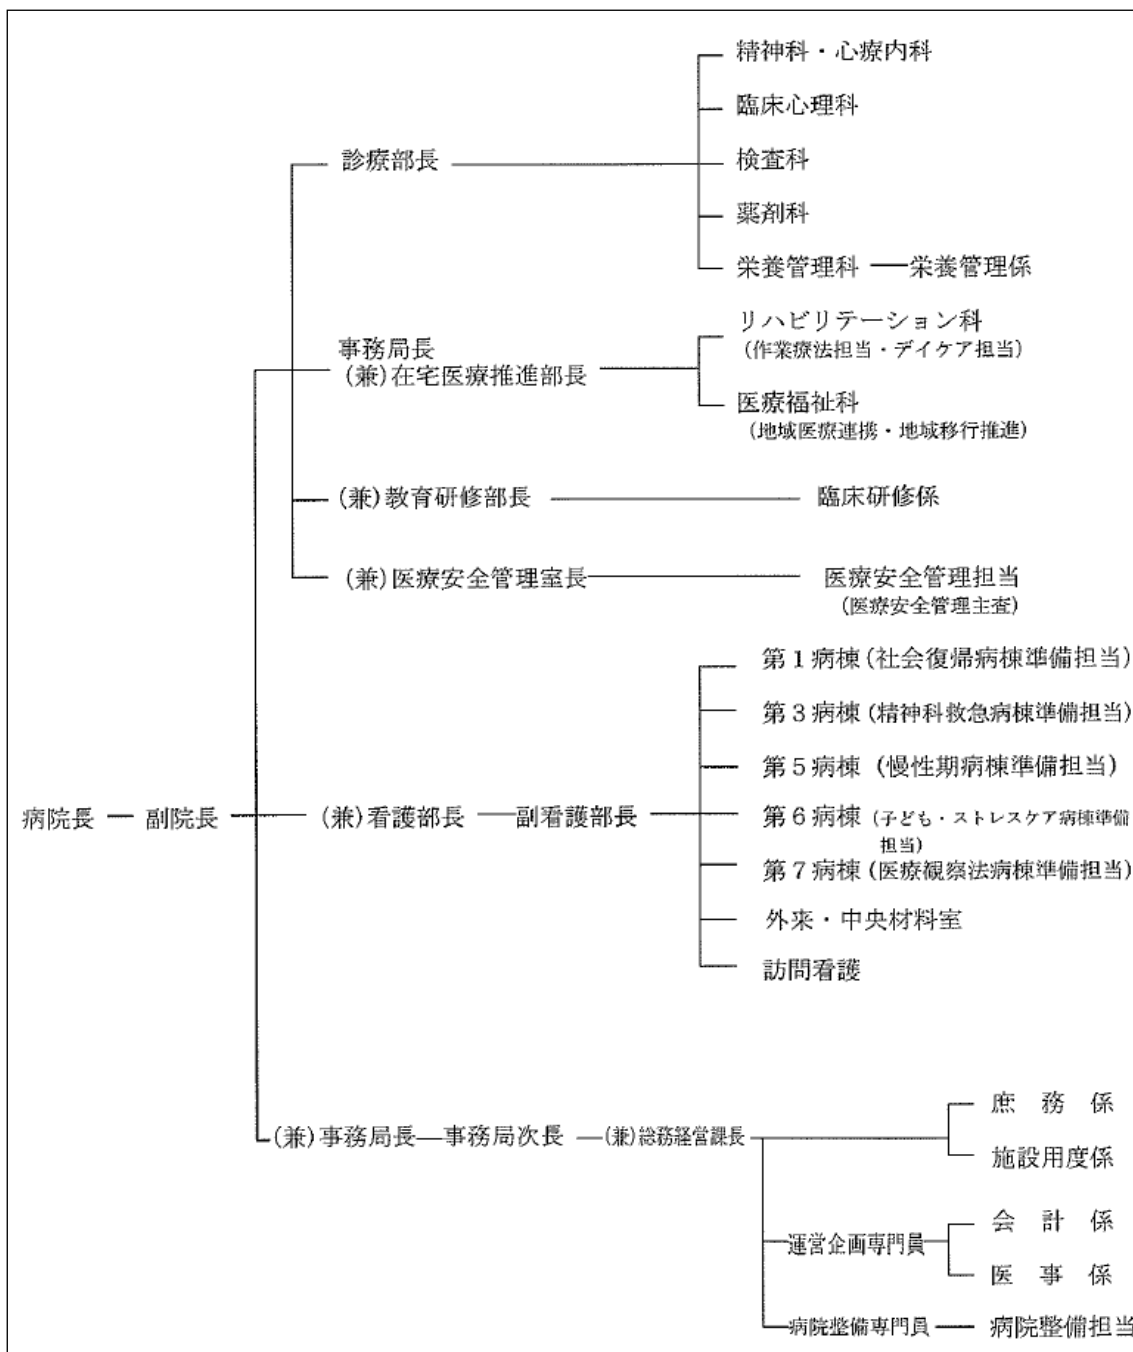 精神科・心療内科
臨床心理科
診療部長
検査科
薬剤科
栄養管理科
栄養管理係
リハビリテーション科
(作業療法担当・デイケア担当)
事務局長
(兼)在宅医療推進部長
医療福祉科
(地域医療連携・地域移行推進)
(兼)教育研修部長
臨床研修係
(兼)医療安全管理室長
医療安全管理担当
(医療安全管理主査)
病院長
副院長
(兼)看護部長
副看護部長
第1病棟(社会復帰病棟準備担当)
第3病棟(精神科救急病棟準備担当)
第5病棟(慢性期病棟準備担当)
第6病棟(子ども・ストレスケア病棟準備
担当)
第7病棟(医療観察法病棟準備担当)
外来・中央材料室
訪問看護
(兼)事務局長
事務局次長
(兼)総務経営課長
庶務係
施設用度係
運営企画専門員
会計係
医事係
病院整備専門員
病院整備担当